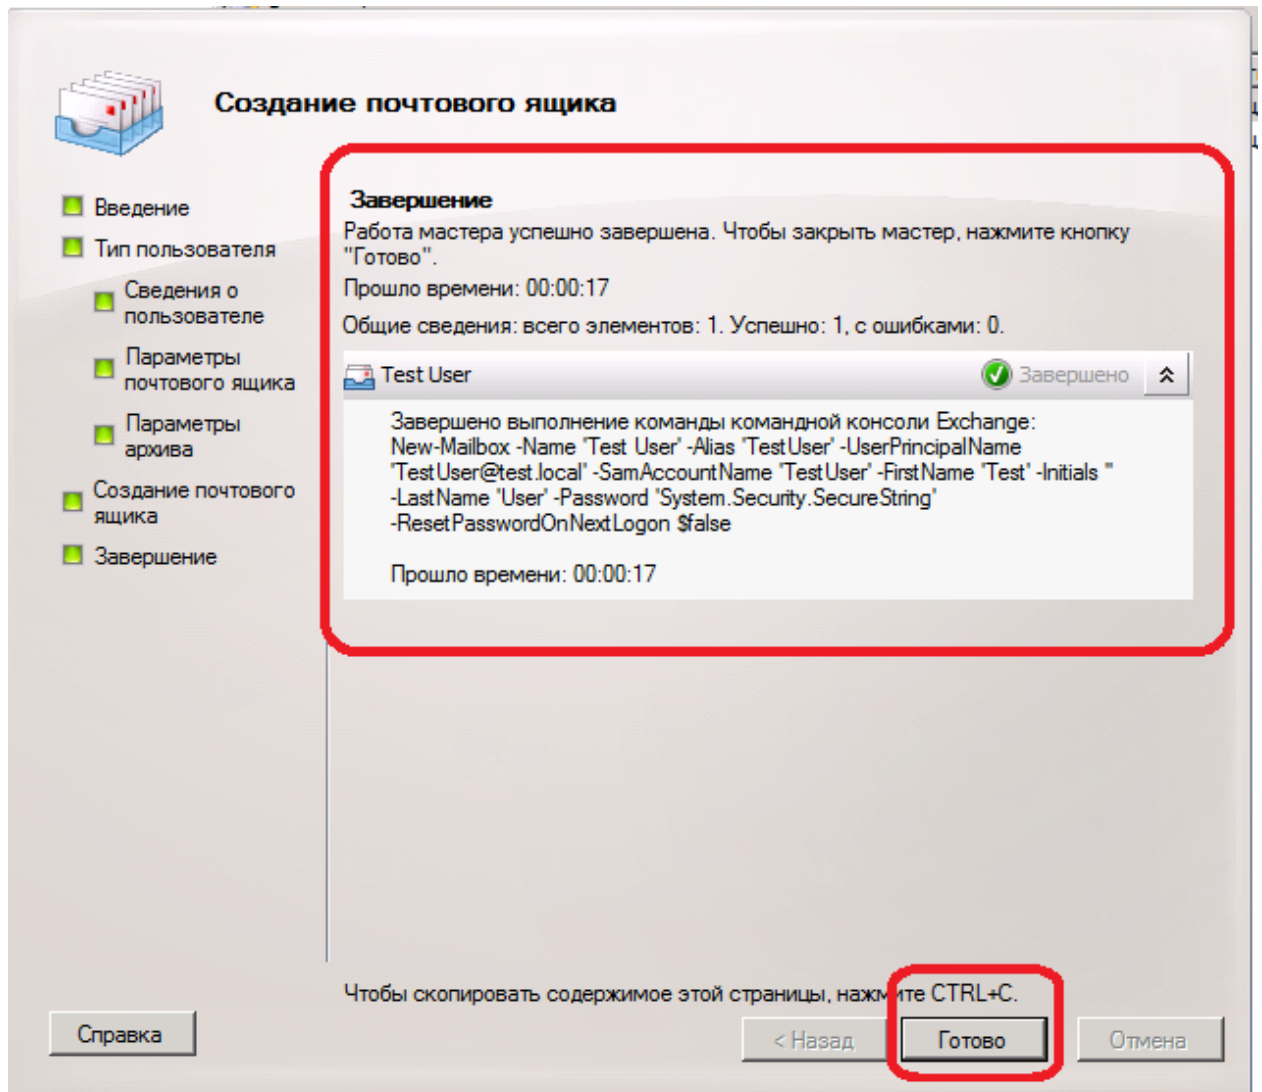 Создание почтового ящика
Введение
Тип пользователя
Сведения о
пользователе
Параметры
почтового ящика
Параметры
архива
Создание почтового
ящика
Завершение
Завершение
Работа мастера успешно завершена. Чтобы закрыть мастер, нажмите кнопку
"Готово".
Прошло времени: 00:00:17
Общие сведения: всего элементов: 1. Успешно: 1, с ошибками: 0.
Test User
Завершено
Завершено выполнение команды командной консоли Exchange:
New-Mailbox -Name 'Test User' -Alias 'TestUser' -UserPrincipalName
'TestUser@test.local' -SamAccountName 'TestUser' -FirstName 'Test' -Initials ''
-LastName 'User' -Password 'System.Security.SecureString'
-ResetPasswordOnNextLogon $false
Прошло времени: 00:00:17
Чтобы скопировать содержимое этой страницы, нажмите CTRL+C.
Справка
< Назад
Готово
Отмена